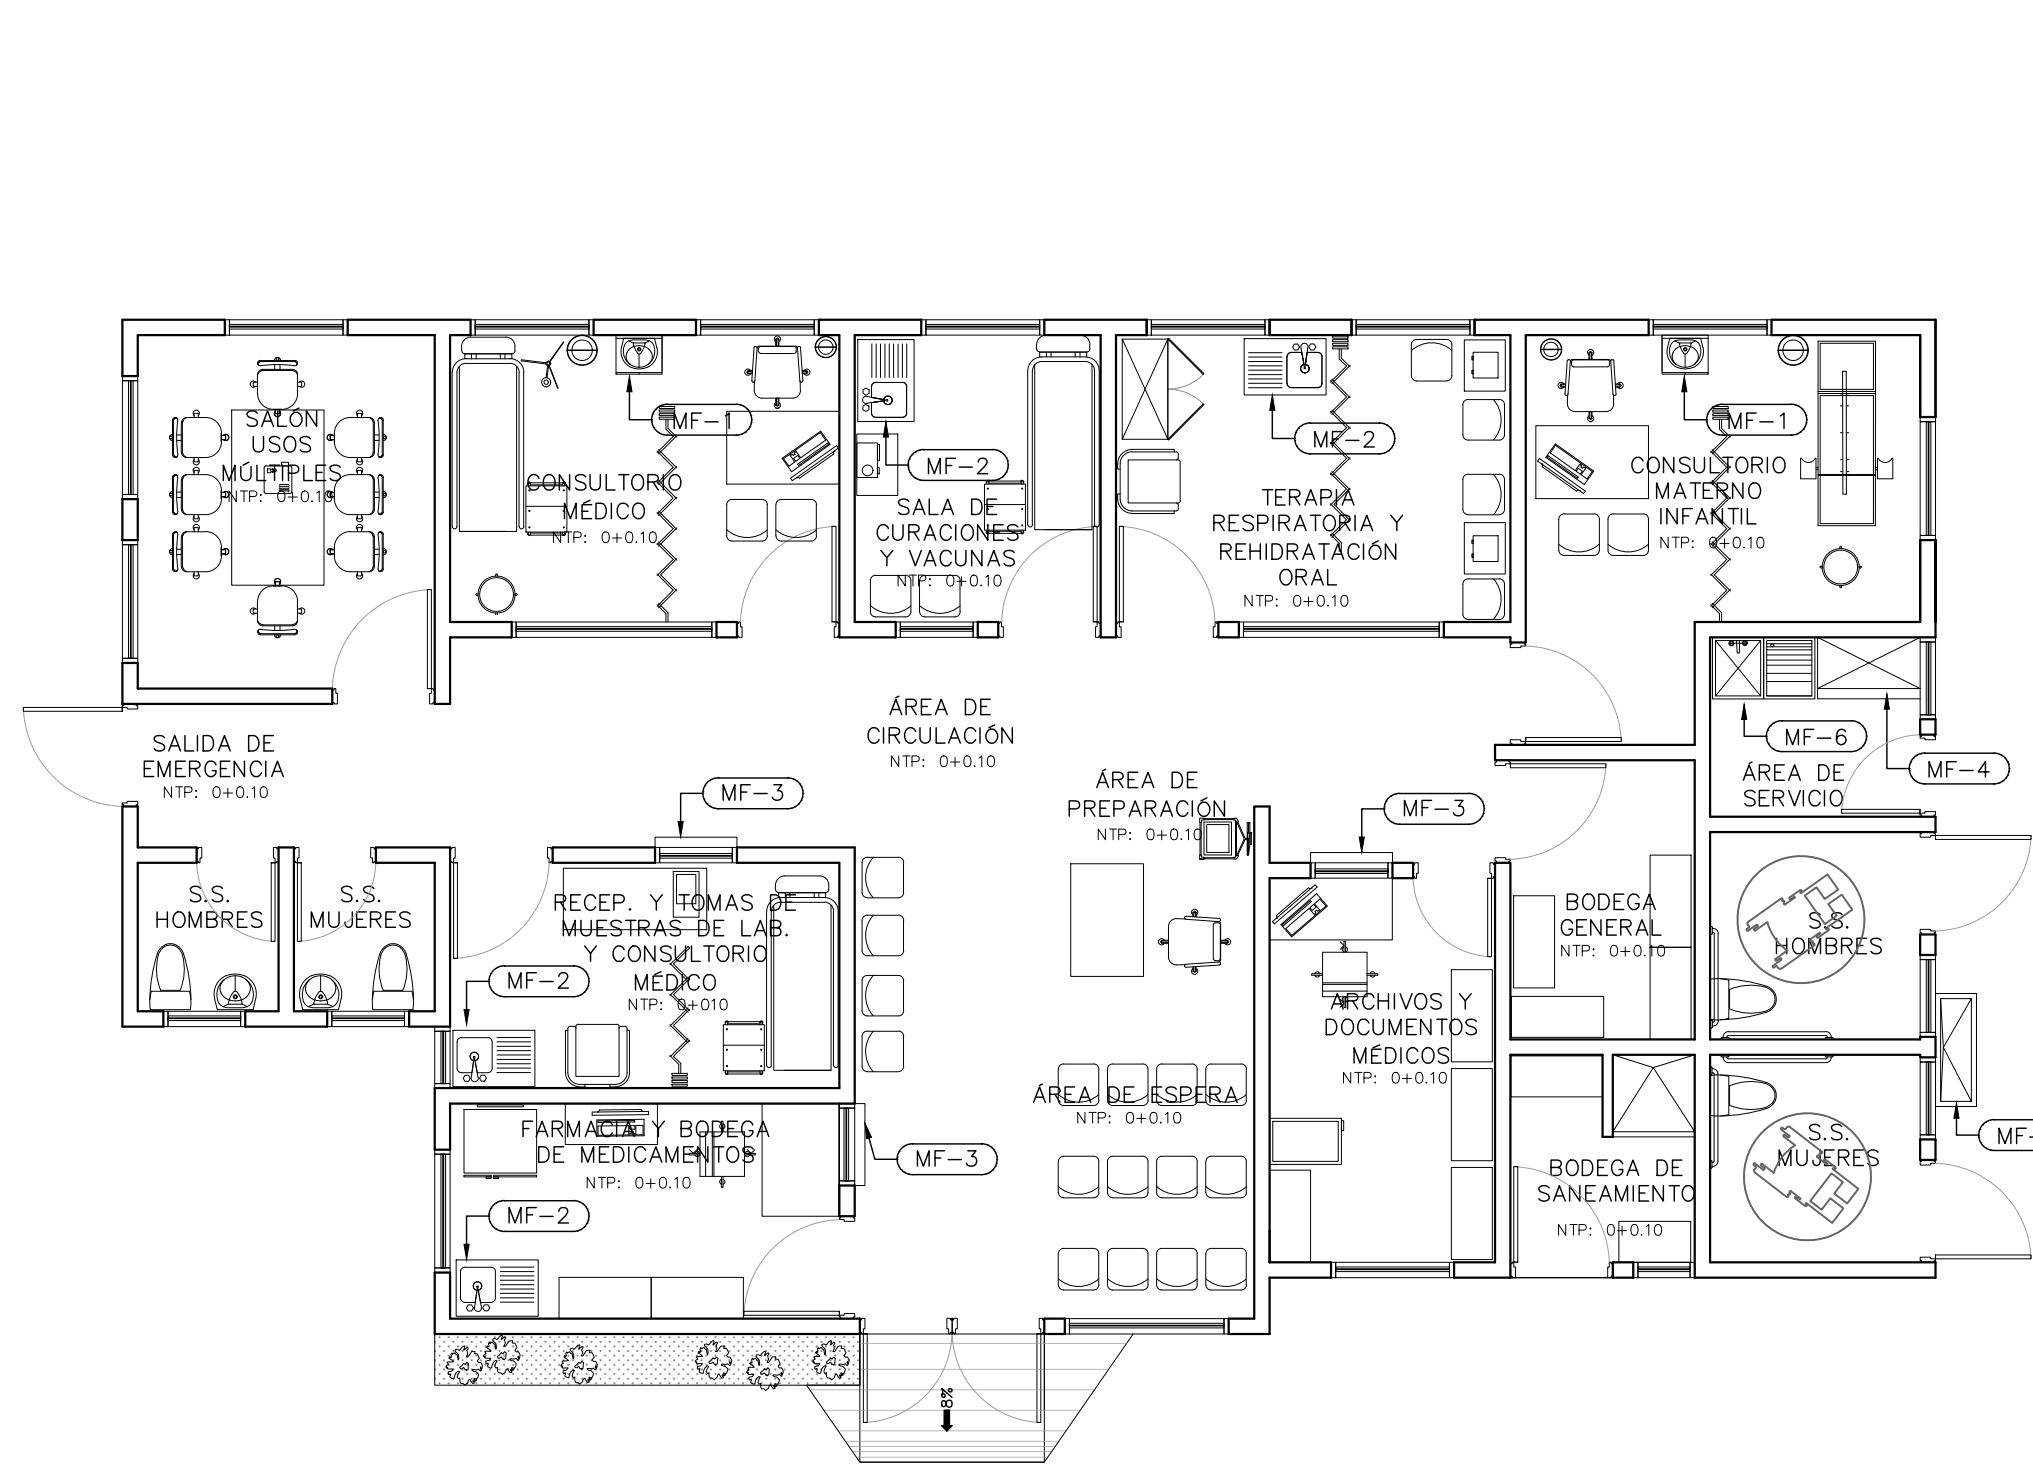 SALÓN
USOS
MÚLTIPLES
NTP: 0+0.10
MF-1
CONSULTORIO
MÉDICO
NTP: 0+0.10
MF-2
SALA DE
CURACIONES
Y VACUNAS
NTP: 0+0.10
MF-2
TERAPIA
RESPIRATORIA Y
REHIDRATACIÓN
ORAL
NTP: 0+0.10
MF-1
CONSULTORIO
MATERNO
INFANTIL
NTP: 0+0.10
SALIDA DE
EMERGENCIA
NTP: 0+0.10
ÁREA DE
CIRCULACIÓN
NTP: 0+0.10
MF-6
MF-4
ÁREA DE
SERVICIO
MF-3
ÁREA DE
PREPARACIÓN
NTP: 0+0.10
MF-3
S.S.
HOMBRES
S.S.
MUJERES
RECEP. Y TOMAS DE
MUESTRAS DE LAB.
Y CONSULTORIO
MÉDICO
NTP: 0+010
MF-2
BODEGA
GENERAL
NTP: 0+0.10
S.S.
HOMBRES
ARCHIVOS Y
DOCUMENTOS
MÉDICOS
NTP: 0+0.10
ÁREA DE ESPERA
NTP: 0+0.10
FARMACIA Y BODEGA
DE MEDICAMENTOS
NTP: 0+0.10
MF-3
MF-2
BODEGA DE
SANEAMIENTO
NTP: 0+0.10
S.S.
MUJERES
MF-
8%